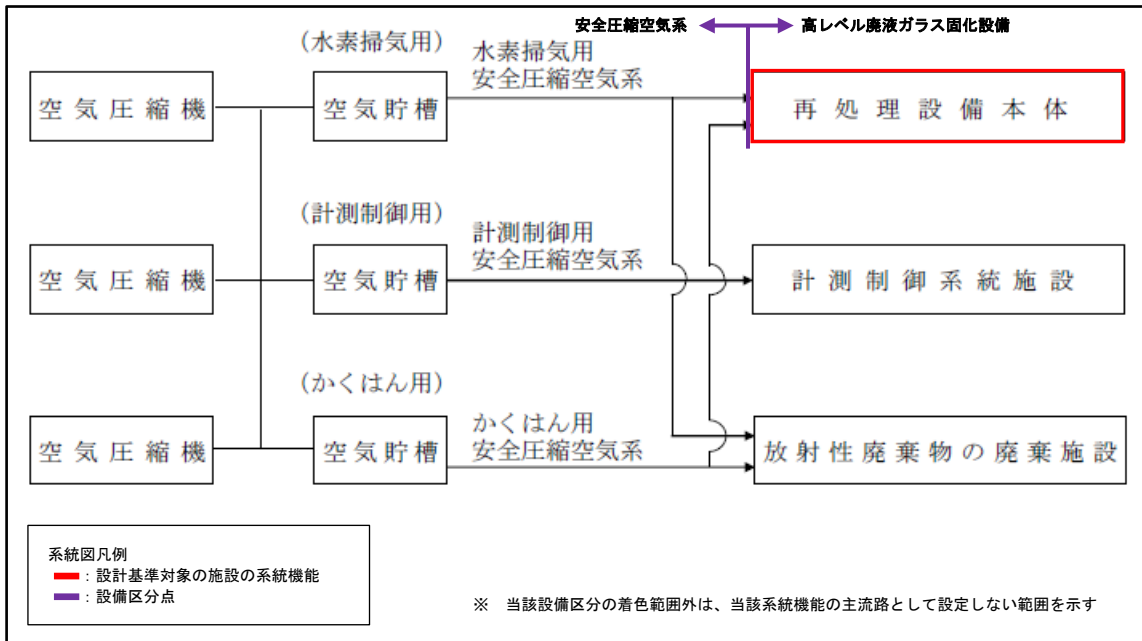 安全圧縮空気系 高レベル廃液ガラス固化設備
(水素掃気用)
水素掃気用
安全圧縮空気系
空気圧縮機
空気貯槽
再処理設備本体
(計測制御用)
計測制御用
安全圧縮空気系
空気圧縮機
空気貯槽
計測制御系統施設
(かくはん用)
かくはん用
安全圧縮空気系
空気圧縮機
空気貯槽
放射性廃棄物の廃棄施設
系統図凡例
:設計基準対象の施設の系統機能
:設備区分点
※ 当該設備区分の着色範囲外は、当該系統機能の主流路として設定しない範囲を示す